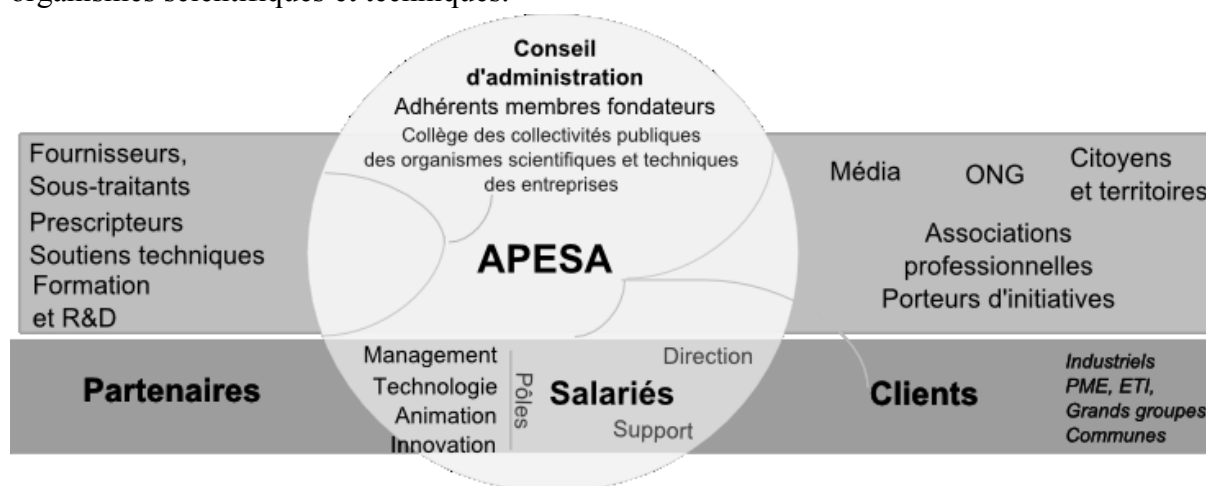 organismes scientifiques et techniques.
Conseil
d'administration
Adhérents membres fondateurs
Collège des collectivités publiques
des organismes scientifiques et techniques
des entreprises
Fournisseurs,
Sous-traitants
Prescripteurs
Soutiens techniques
Formation
et R&D
APESA
Média
ONG
Citoyens
et territoires
Associations
professionnelles
Porteurs d'initiatives
Partenaires
Management
Technologie
Animation
Innovation
Pôles
Direction
Salariés
Support
Clients
Industriels
PME, ETI,
Grands groupes
Communes